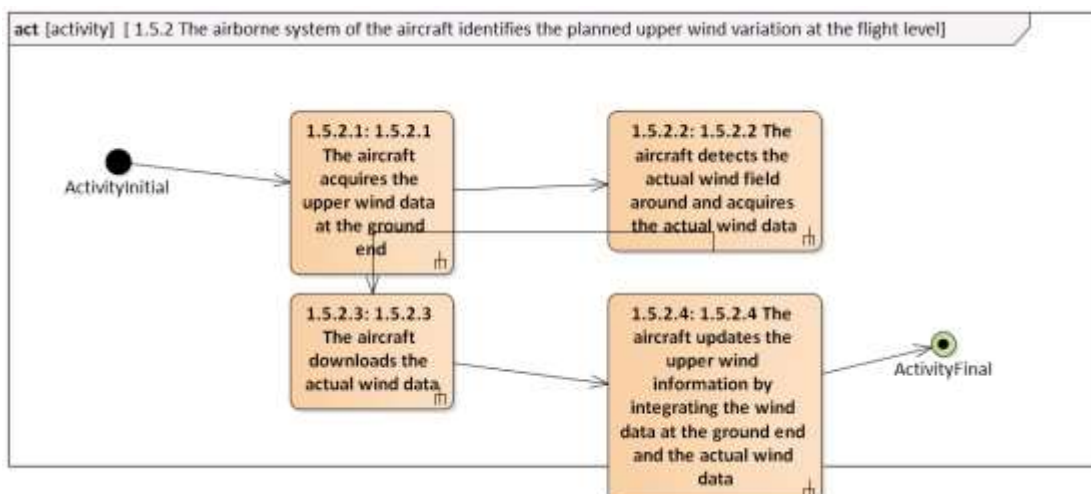 act [activity] [ 1.5.2 The airborne system of the aircraft identifies the planned upper wind variation at the flight level]
ActivityInitial
1.5.2.1: 1.5.2.1
The aircraft
acquires the
upper wind data
at the ground
end
1.5.2.2: 1.5.2.2 The
aircraft detects the
actual wind field
around and acquires
the actual wind data
1.5.2.3: 1.5.2.3
The aircraft
downloads the
actual wind data
1.5.2.4: 1.5.2.4 The
aircraft updates the
upper wind
information by
integrating the wind
data at the ground end
and the actual wind
data
ActivityFinal